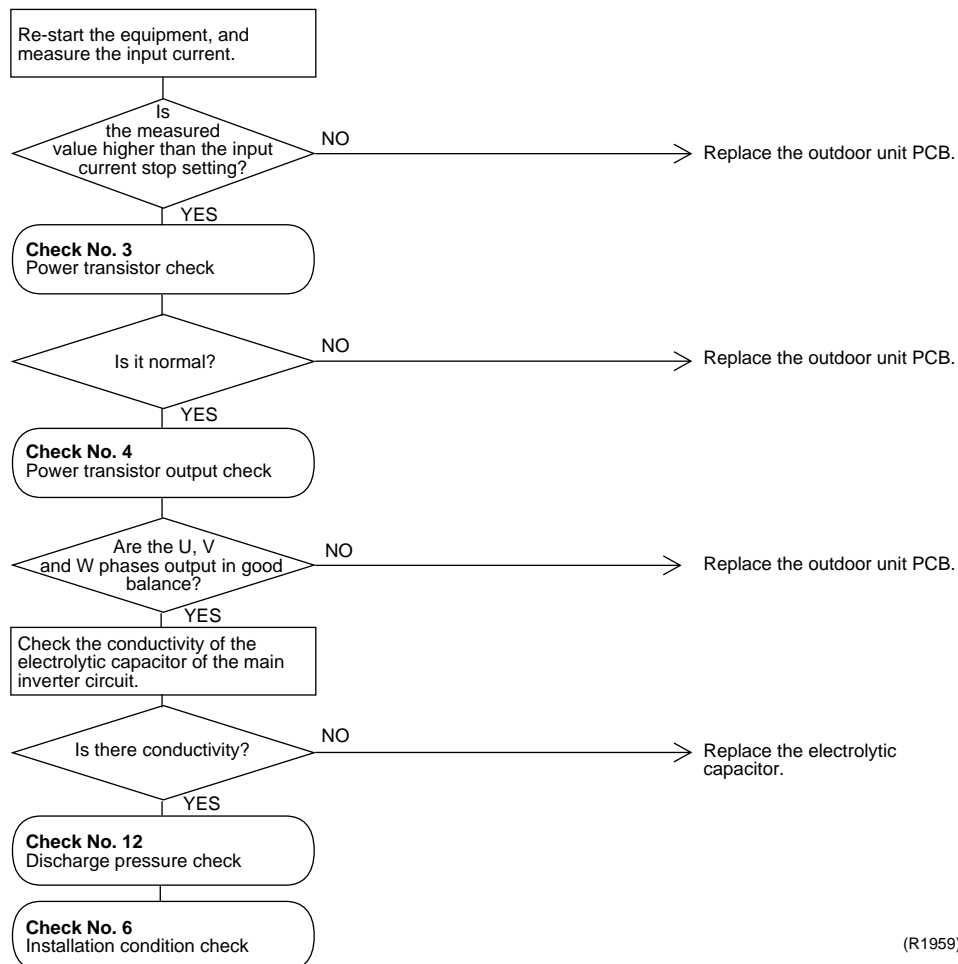 Re-start the equipment, and
measure the input current.
Is
the measured
value higher than the input
current stop setting?
NO
Replace the outdoor unit PCB.
YES
Check No. 3
Power transistor check
Is it normal?
NO
Replace the outdoor unit PCB.
YES
Check No. 4
Power transistor output check
Are the U, V
and W phases output in good
balance?
NO
Replace the outdoor unit PCB.
YES
Check the conductivity of the
electrolytic capacitor of the main
inverter circuit.
Is there conductivity?
NO
Replace the electrolytic
capacitor.
YES
Check No. 12
Discharge pressure check
Check No. 6
Installation condition check
(R1959)